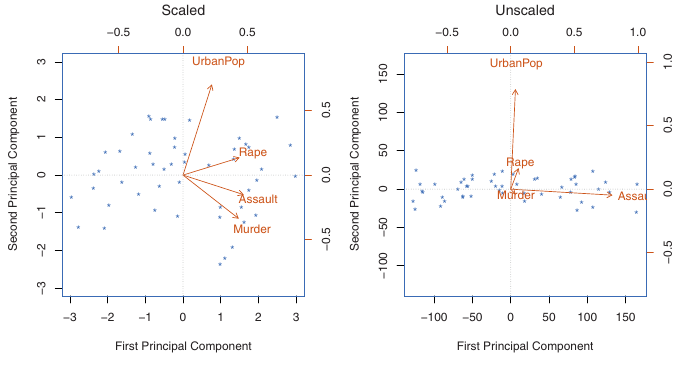 Scaled
−0.5 0.0 0.5
UrbanPop
Rape
Assault
Murder
Second Principal Component
3
2
1
0
−1
−2
−3
0.5
0.0
−0.5
−3 −2 −1 0 1 2 3
First Principal Component
Unscaled
−0.5 0.0 0.5 1.0
UrbanPop
Rape
Murder
Assau
Second Principal Component
150
100
50
0
−50
−100
1.0
0.5
0.0
−0.5
−100 −50 0 50 100 150
First Principal Component